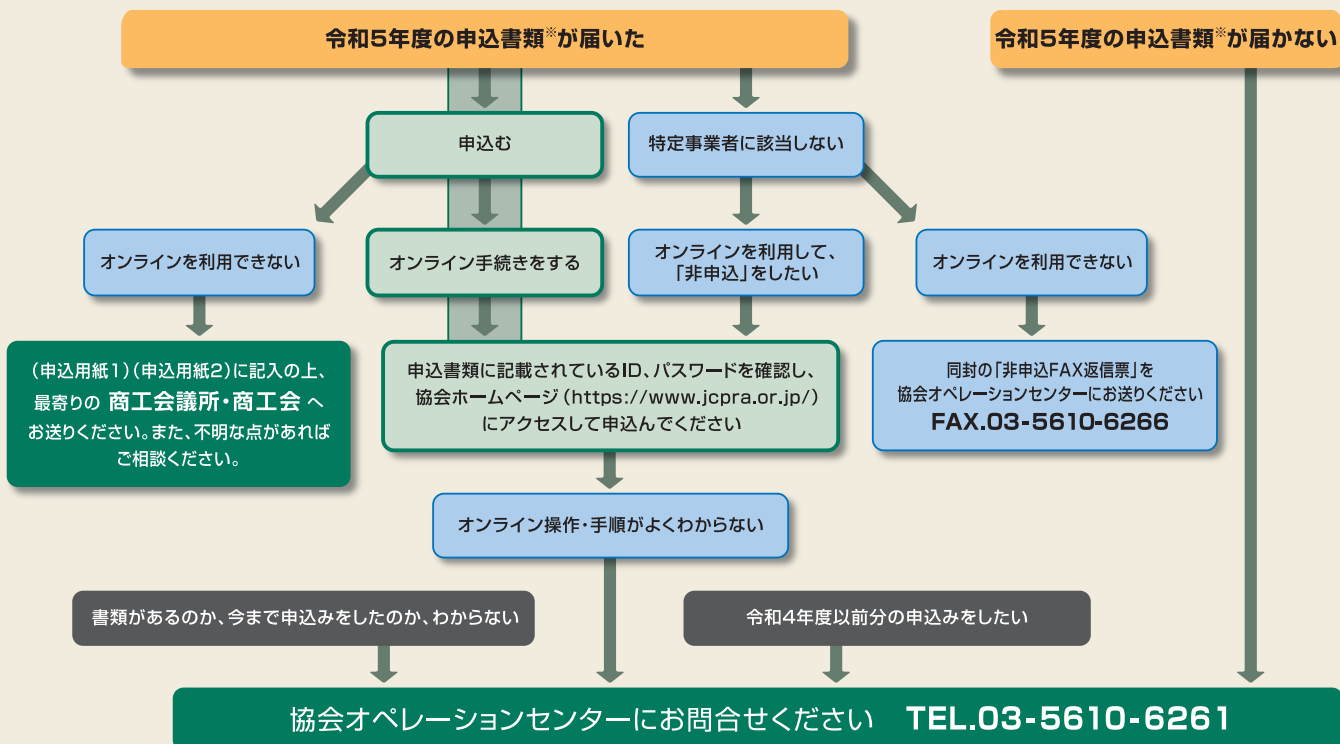 令和5年度の申込書類※が届いた
令和5年度の申込書類※が届かない
申込む
特定事業者に該当しない
オンラインを利用できない
オンライン手続きをする
オンラインを利用して、
「非申込」をしたい
オンラインを利用できない
(申込用紙1)(申込用紙2)に記入の上、
最寄りの 商工会議所・商工会 へ
お送りください。また、不明な点があれば
ご相談ください。
申込書類に記載されているID、パスワードを確認し、
協会ホームページ(https://www.jcpra.or.jp/)
にアクセスして申込んでください
同封の「非申込FAX返信票」を
協会オペレーションセンターにお送りください
FAX.03-5610-6266
オンライン操作・手順がよくわからない
書類があるのか、今まで申込みをしたのか、わからない
令和4年度以前分の申込みをしたい
協会オペレーションセンターにお問合せください TEL.03-5610-6261